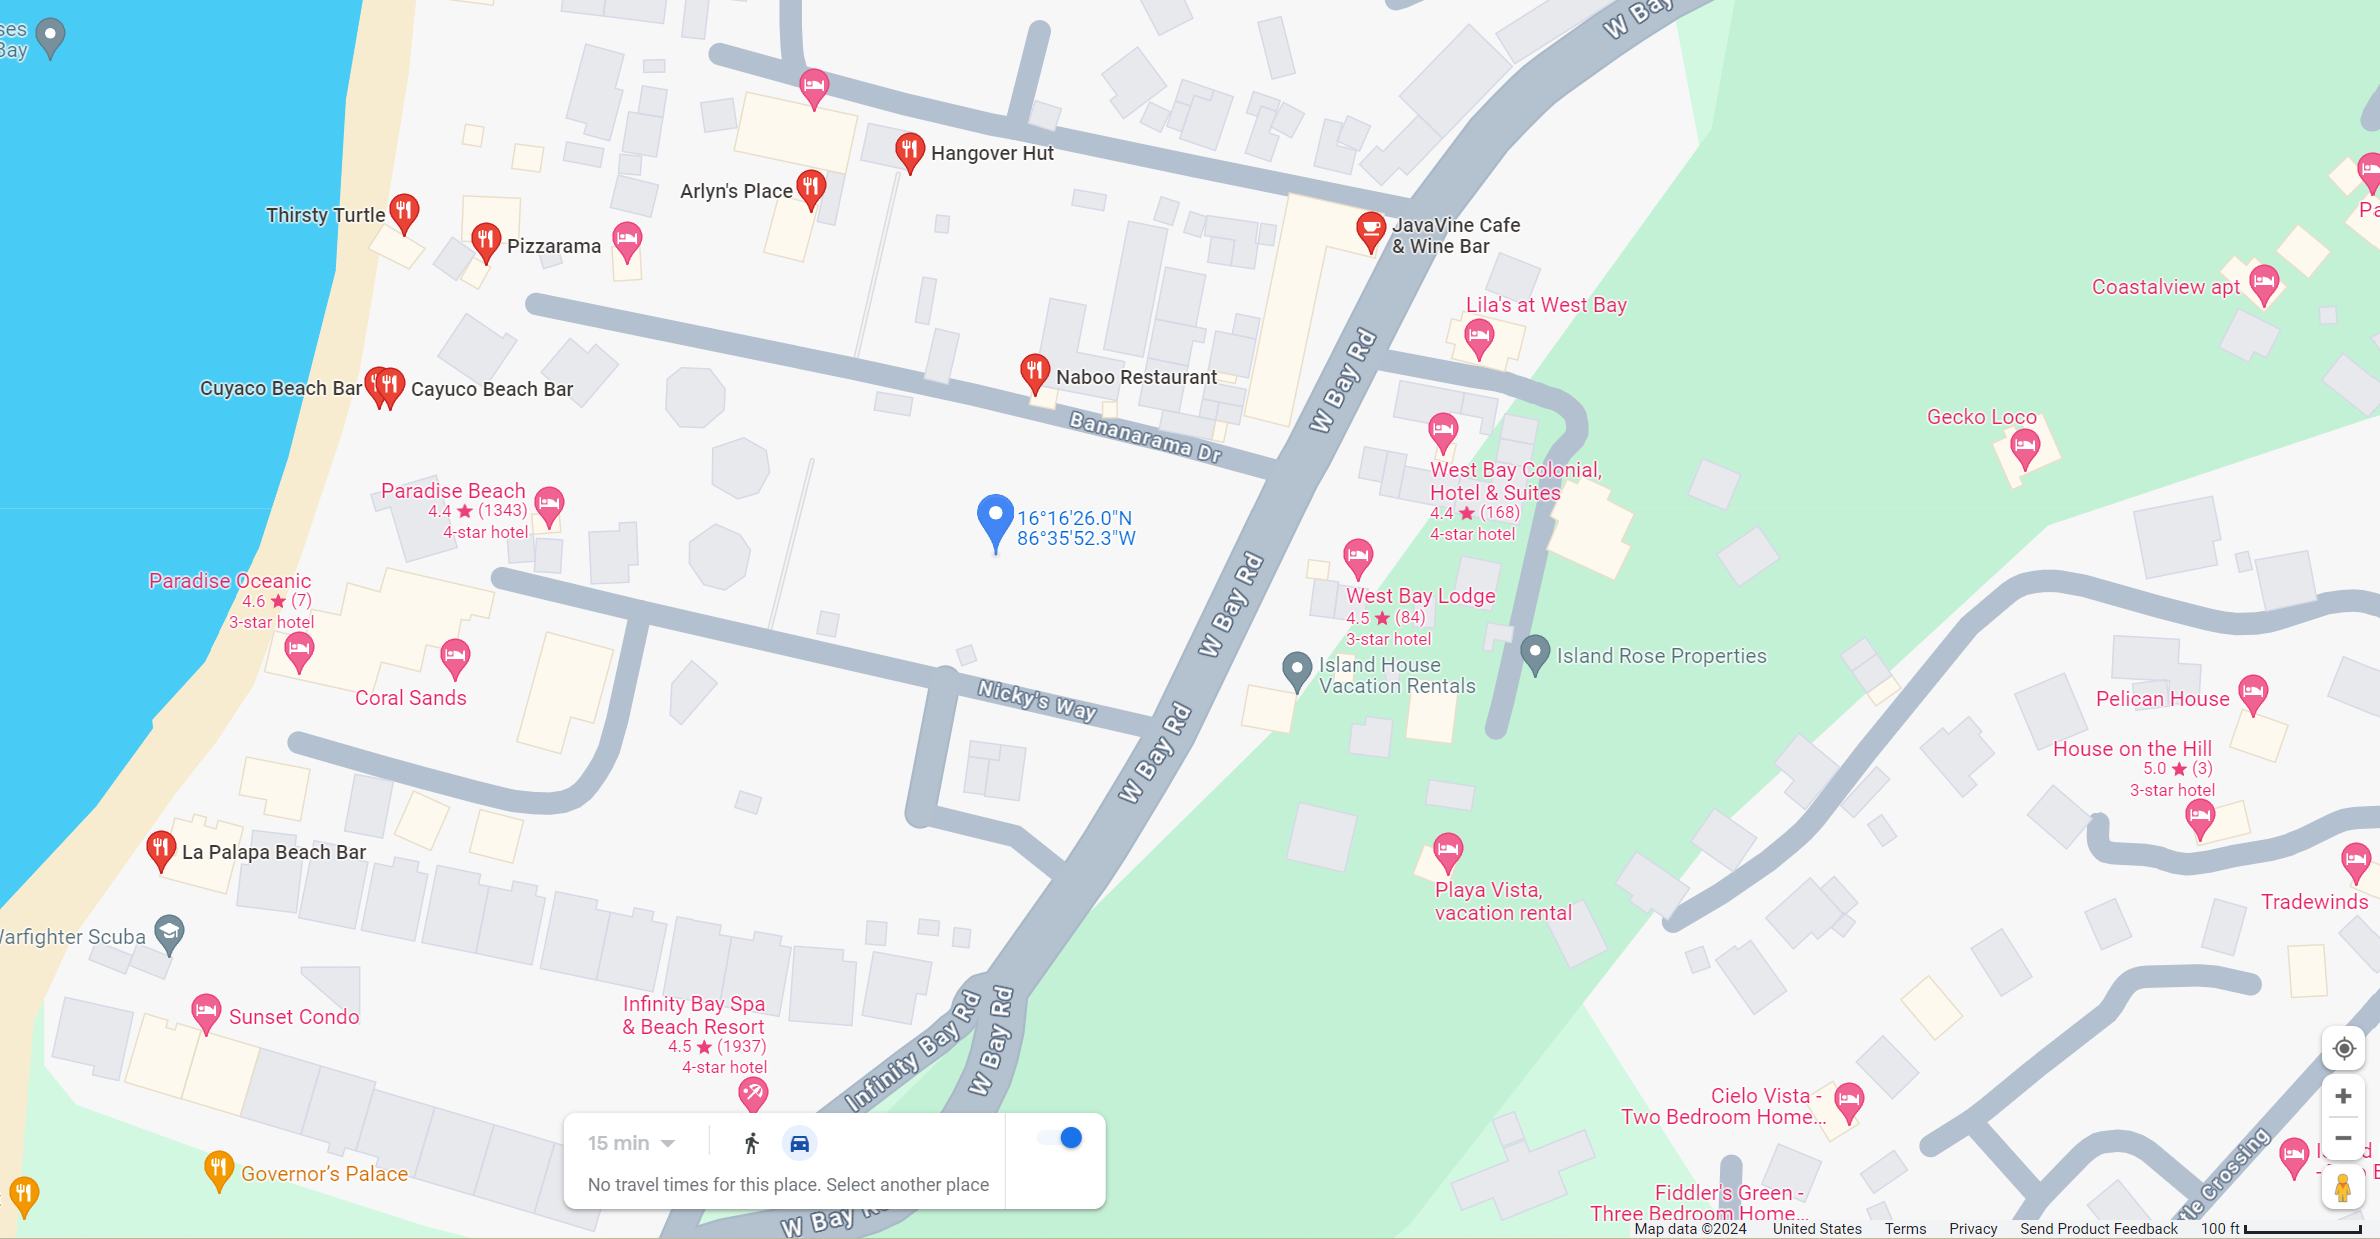 ses
Bay
W Bay
Hangover Hut
Arlyn's Place
Thirsty Turtle
Pizzarama
JavaVine Cafe
& Wine Bar
Pa
Coastalview apt
Lila's at West Bay
W Bay Rd
Cuyaco Beach Bar
Cayuco Beach Bar
Naboo Restaurant
Bananarama Dr
Gecko Loco
West Bay Colonial,
Hotel & Suites
4.4 ★ (168)
4-star hotel
Paradise Beach
4.4 ★ (1343)
4-star hotel
16°16'26.0"N
86°35'52.3"W
W Bay Rd
Paradise Oceanic
4.6 ★ (7)
3-star hotel
West Bay Lodge
4.5 ★ (84)
3-star hotel
Island House
Vacation Rentals
Island Rose Properties
Coral Sands
Nicky's Way
W Bay Rd
Pelican House
House on the Hill
5.0 ★ (3)
3-star hotel
La Palapa Beach Bar
Playa Vista,
vacation rental
Tradewinds
Warfighter Scuba
Sunset Condo
Infinity Bay Spa
& Beach Resort
4.5 ★ (1937)
4-star hotel
Infinity Bay Rd
W Bay Rd
Cielo Vista -
Two Bedroom Home...
Governor's Palace
15 min
No travel times for this place. Select another place
W Bay R
Fiddler's Green -
Three Bedroom Home...
tle Crossing
Map data ©2024 United States Terms Privacy Send Product Feedback 100 ft